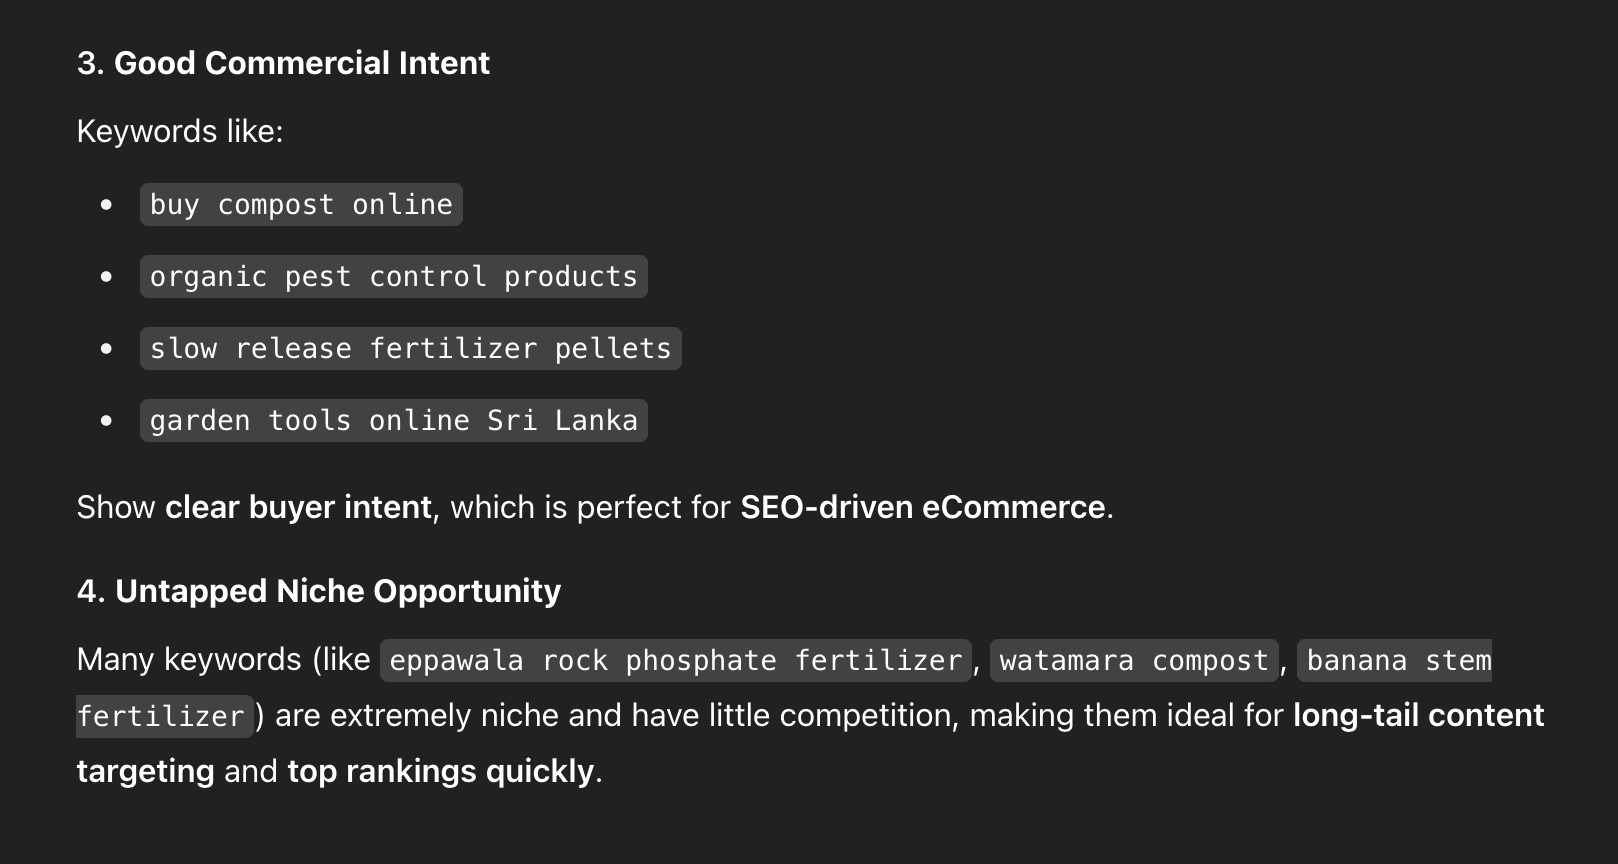 3. Good Commercial Intent
Keywords like:
• buy compost online
• organic pest control products
• slow release fertilizer pellets
• garden tools online Sri Lanka
Show clear buyer intent, which is perfect for SEO-driven eCommerce.
4. Untapped Niche Opportunity
Many keywords (like eppawala rock phosphate fertilizer, watamara compost, banana stem
fertilizer) are extremely niche and have little competition, making them ideal for long-tail content
targeting and top rankings quickly.